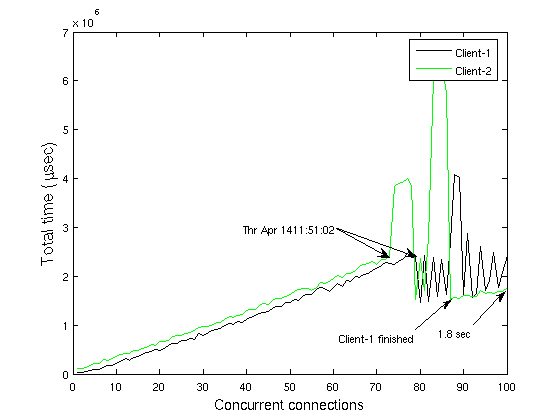 x 10^6
7
6
5
4
3
2
1
0
Total time (μsec)
Client-1
Client-2
Thr Apr 1411:51:02
Client-1 finished
1.8 sec
0 10 20 30 40 50 60 70 80 90 100
Concurrent connections